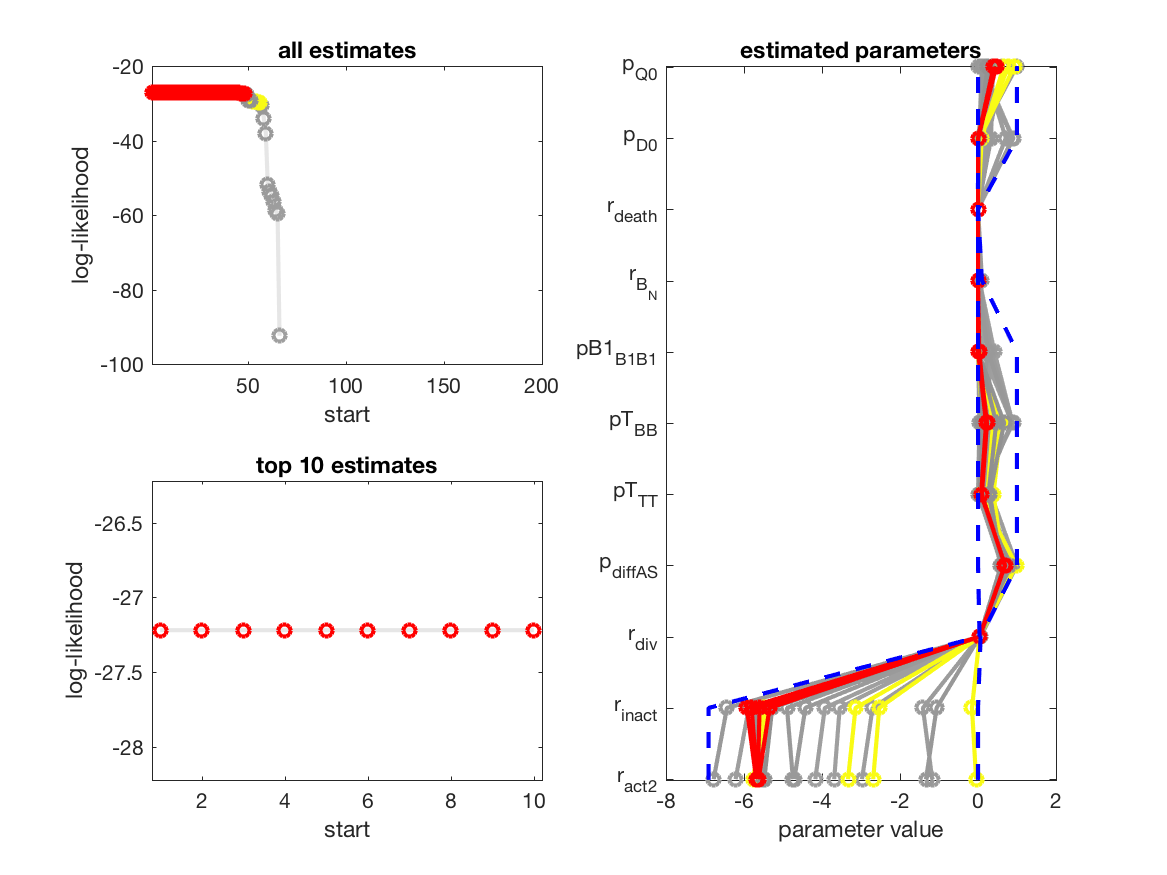 all estimates
-20
-40
-60
-80
-100
log-likelihood
50
100
150
200
start
top 10 estimates
-26.5
-27
-27.5
-28
log-likelihood
2
4
6
8
10
start
estimated parameters
pQ0
pD0
rdeath
rBN
pB1B1B1
pTBB
pTTT
pdiffAS
rdiv
rinact
ract2
-8
-6
-4
-2
0
2
parameter value